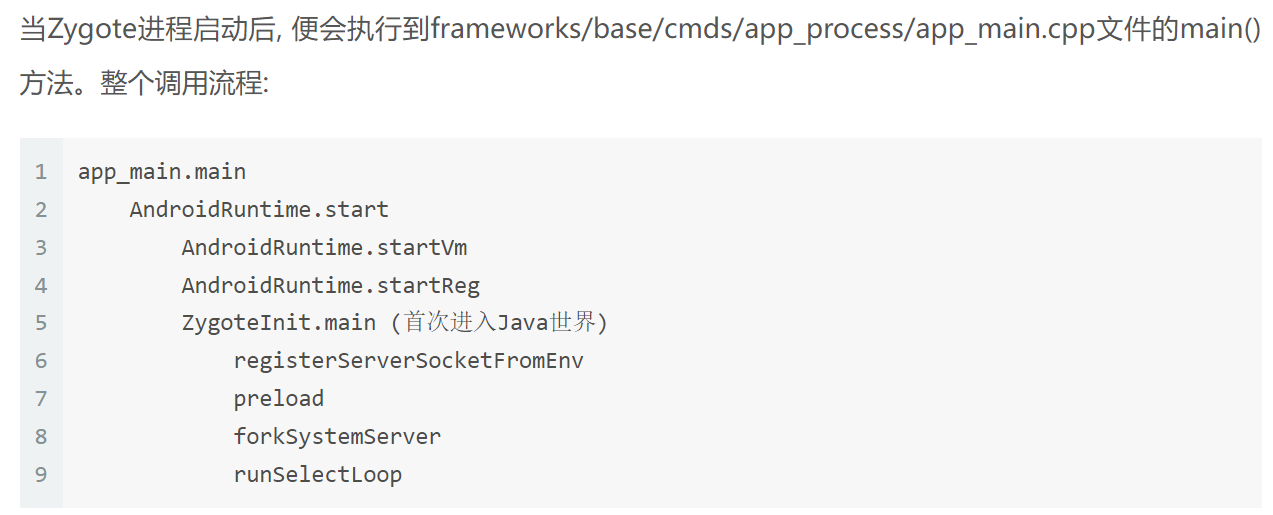 当Zygote进程启动后, 便会执行到frameworks/base/cmds/app_process/app_main.cpp文件的main()
方法。整个调用流程:
1 app_main.main
2 AndroidRuntime.start
3 AndroidRuntime.startVm
4 AndroidRuntime.startReg
5 ZygoteInit.main (首次进入Java世界)
6 registerServerSocketFromEnv
7 preload
8 forkSystemServer
9 runSelectLoop